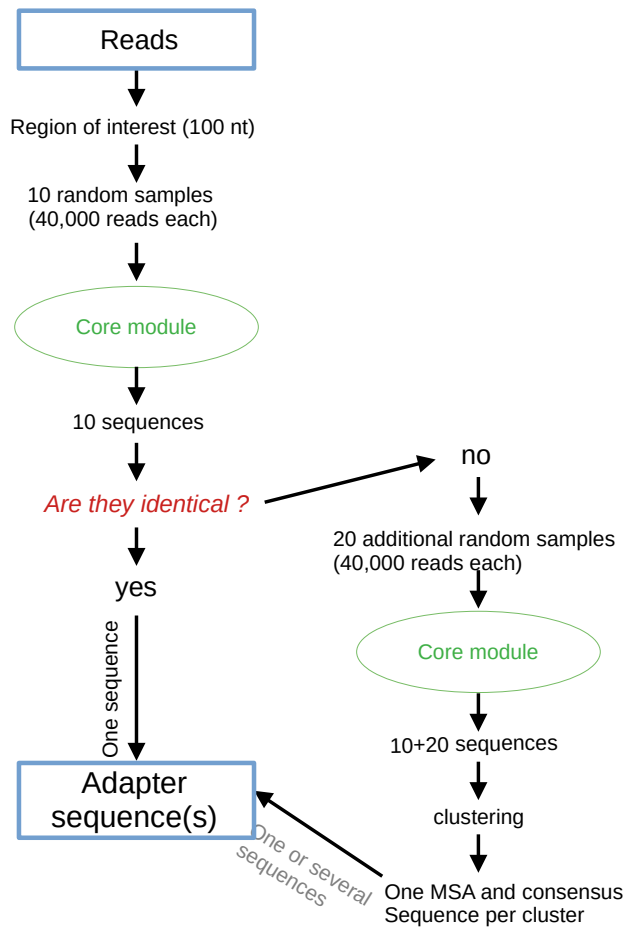 Reads
Region of interest (100 nt)
10 random samples
(40,000 reads each)
Core module
10 sequences
Are they identical ?
yes
One sequence
no
20 additional random samples
(40,000 reads each)
Core module
10+20 sequences
clustering
One MSA and consensus
Sequence per cluster
One or several
sequences
Adapter
sequence(s)